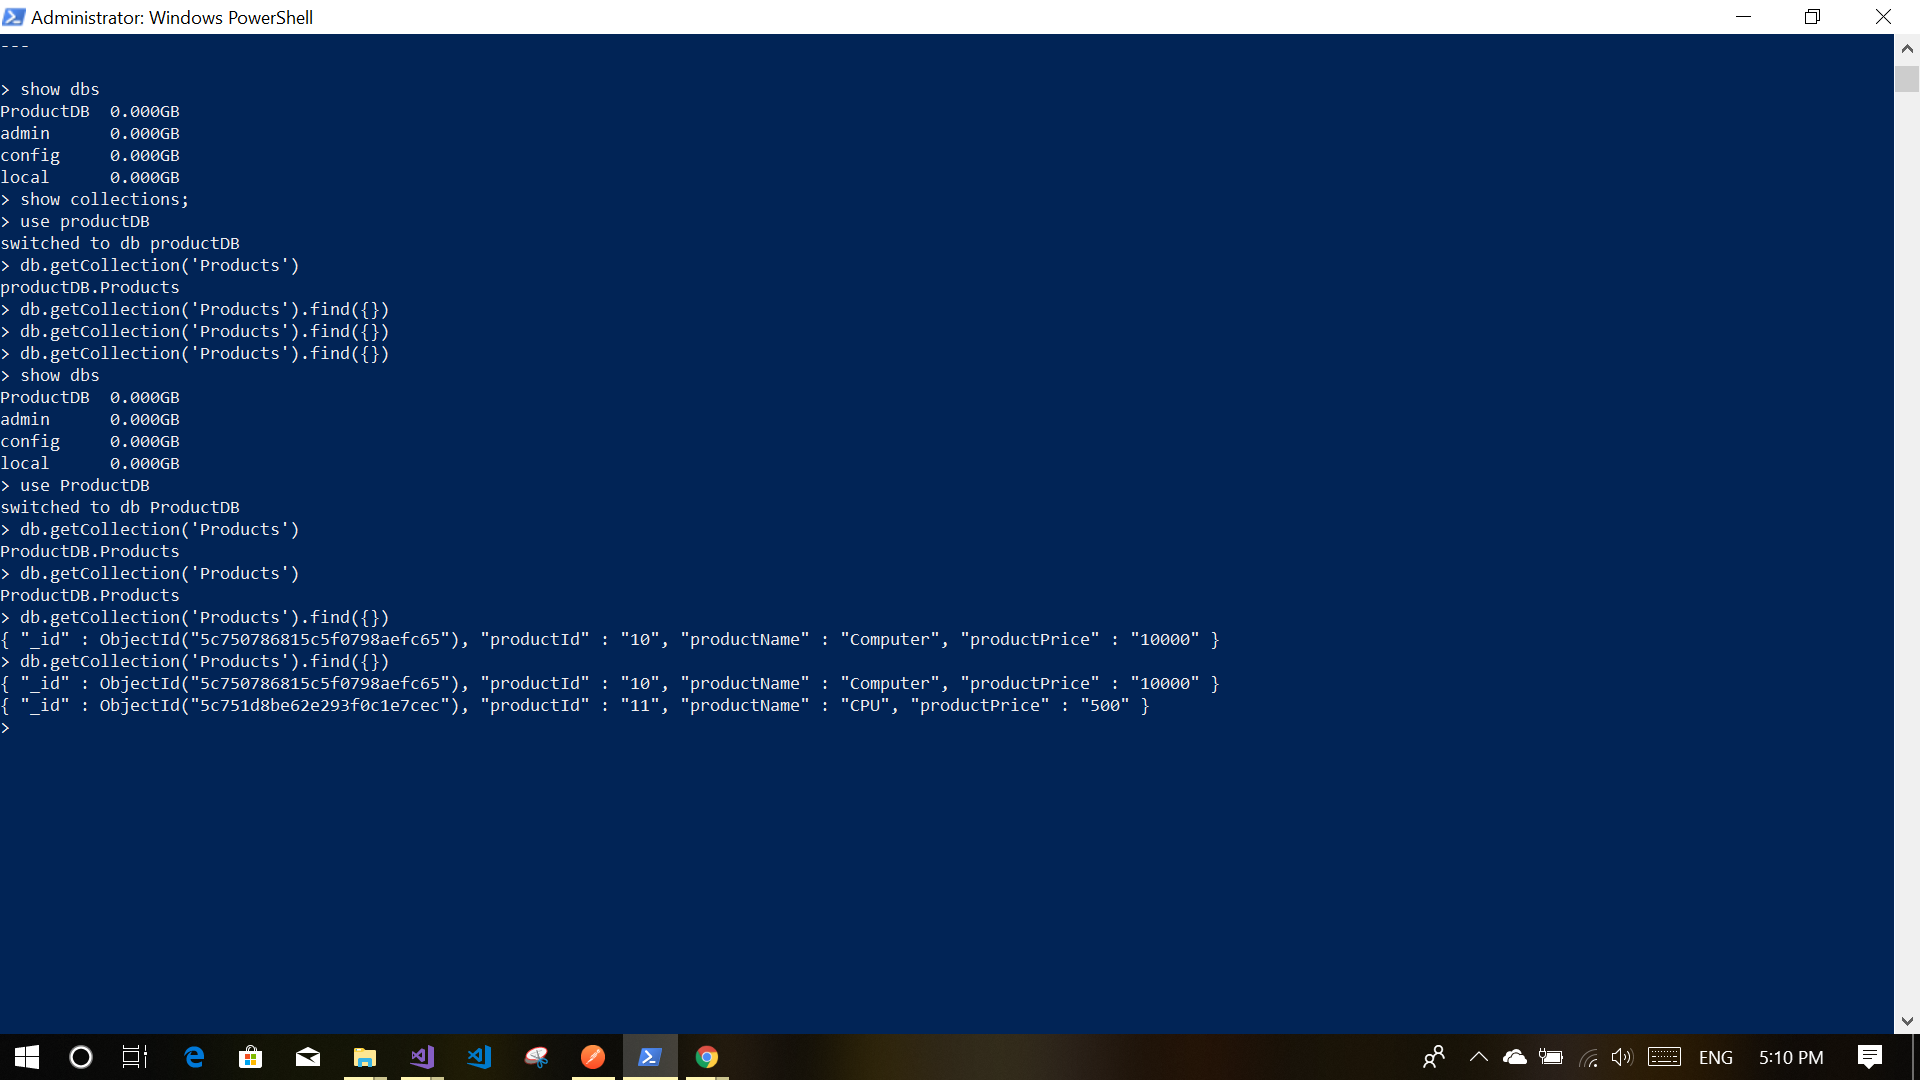 Administrator: Windows PowerShell
---
> show dbs
ProductDB  0.000GB
admin      0.000GB
config     0.000GB
local      0.000GB
> show collections;
> use productDB
switched to db productDB
> db.getCollection('Products')
productDB.Products
> db.getCollection('Products').find({})
> db.getCollection('Products').find({})
> db.getCollection('Products').find({})
> show dbs
ProductDB  0.000GB
admin      0.000GB
config     0.000GB
local      0.000GB
> use ProductDB
switched to db ProductDB
> db.getCollection('Products')
ProductDB.Products
> db.getCollection('Products')
ProductDB.Products
> db.getCollection('Products').find({})
{ "_id" : ObjectId("5c750786815c5f0798aefc65"), "productId" : "10", "productName" : "Computer", "productPrice" : "10000" }
> db.getCollection('Products').find({})
{ "_id" : ObjectId("5c750786815c5f0798aefc65"), "productId" : "10", "productName" : "Computer", "productPrice" : "10000" }
{ "_id" : ObjectId("5c751d8be62e293f0c1e7cec"), "productId" : "11", "productName" : "CPU", "productPrice" : "500" }
>
ENG 5:10 PM